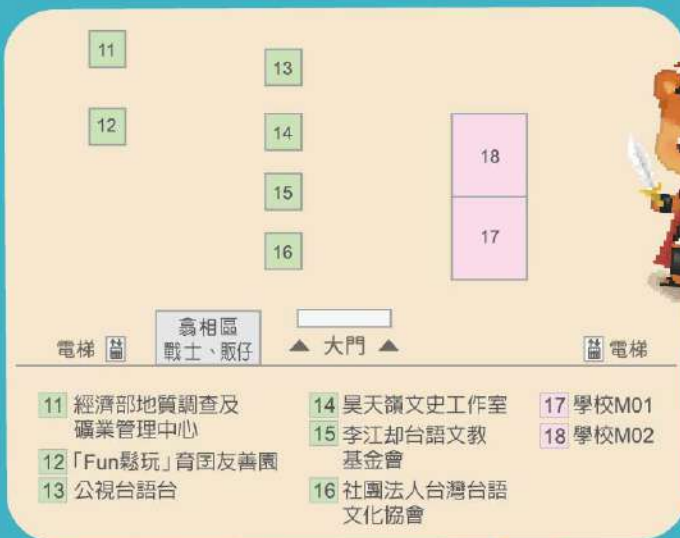 11
13
12
14
18
15
17
16
翕相區
電梯 戰士、販仔 ▲ 大門 ▲ 電梯
11 經濟部地質調查及
礦業管理中心
12 「Fun鬆玩」育囝友善園
13 公視台語台
14 昊天嶺文史工作室
15 李江却台語文教
基金會
16 社團法人台灣台語
文化協會
17 學校M01
18 學校M02